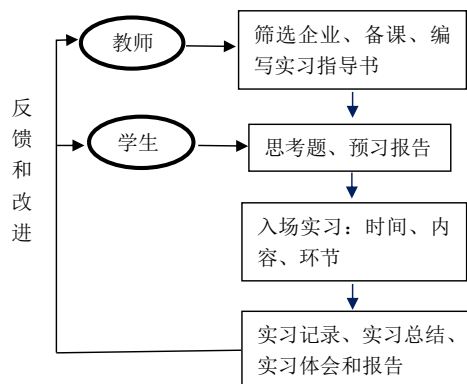 教师
筛选企业、备课、编
写实习指导书
反
馈
和
改
进
学生
思考题、预习报告
入场实习：时间、内
容、环节
实习记录、实习总结、
实习体会和报告